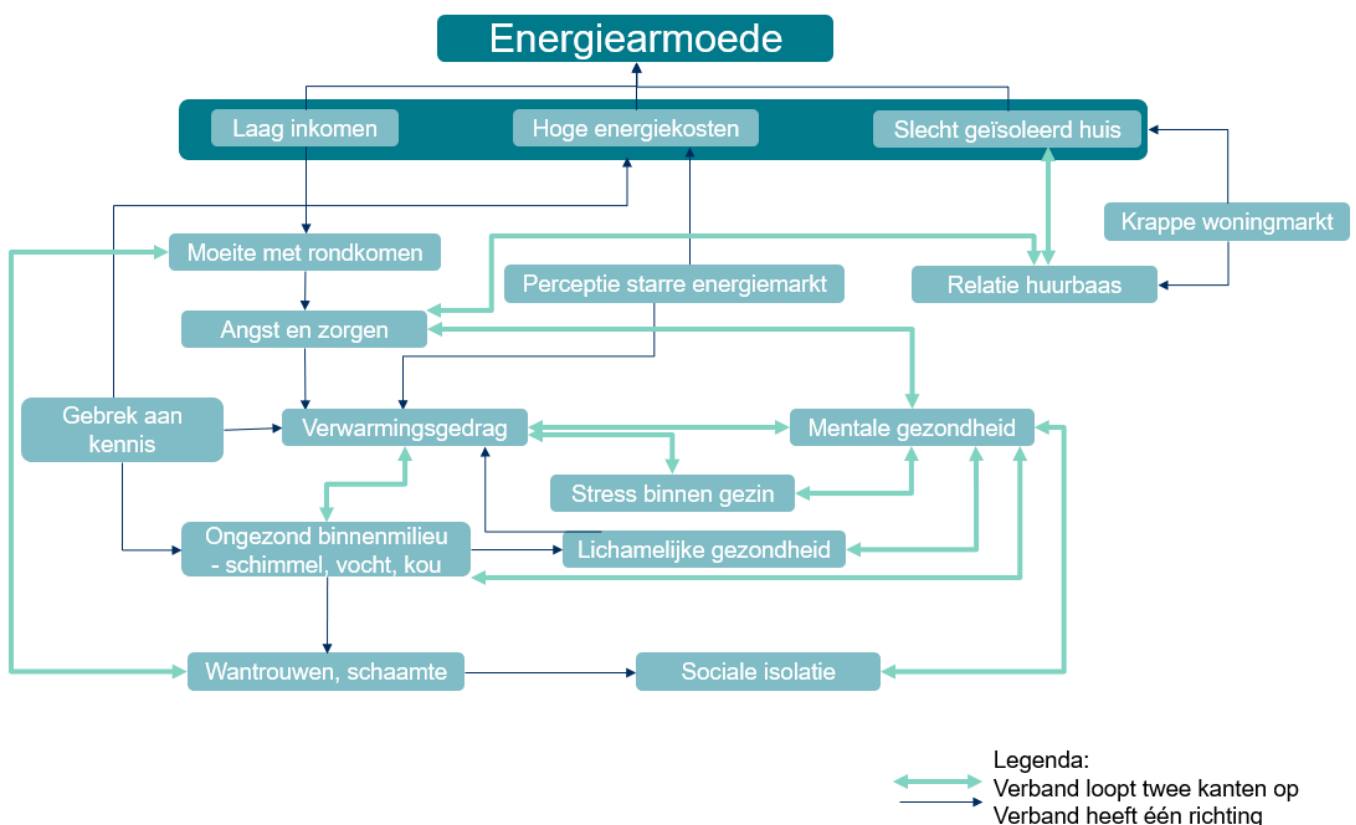 Energiearmoede
Laag inkomen
Hoge energiekosten
Slecht geïsoleerd huis
Krappe woningmarkt
Moeite met rondkomen
Perceptie starre energiemarkt
Relatie huurbaas
Angst en zorgen
Gebrek aan
kennis
Verwarmingsgedrag
Mentale gezondheid
Stress binnen gezin
Ongezond binnenmilieu
- schimmel, vocht, kou
Lichamelijke gezondheid
Wantrouwen, schaamte
Sociale isolatie
Legenda:
Verband loopt twee kanten op
Verband heeft één richting